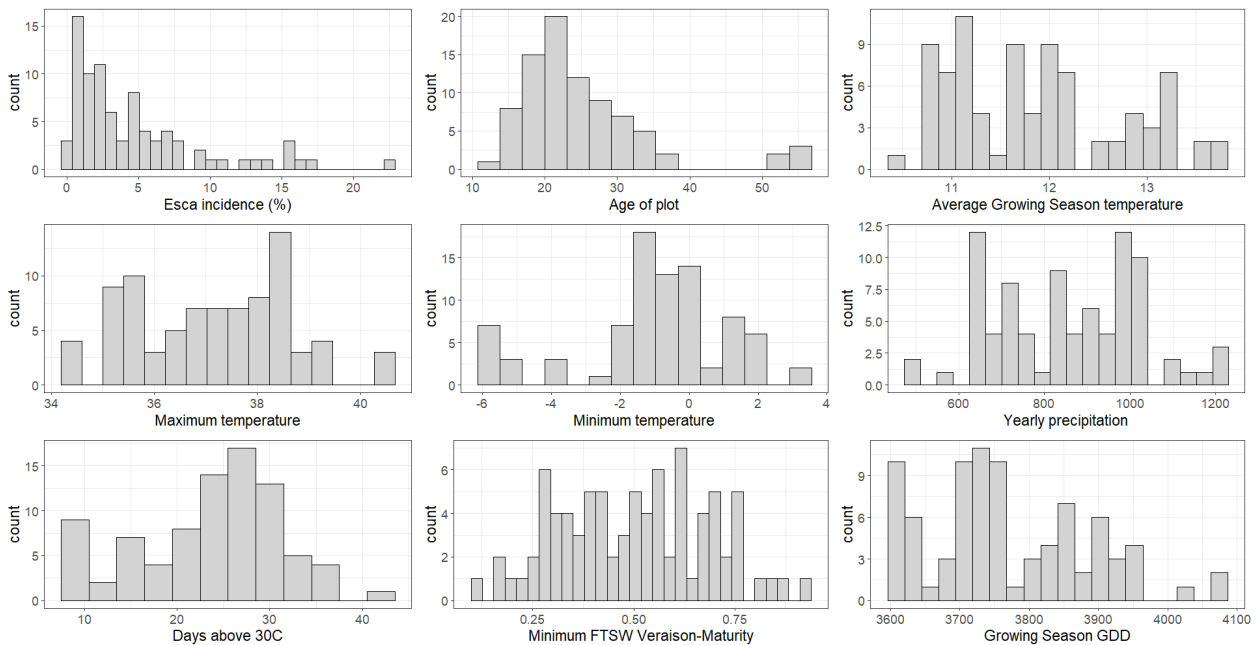 count
15
10
5
0
0 5 10 15 20
Esca incidence (%)
count
20
15
10
5
0
10 20 30 40 50
Age of plot
count
9
6
3
0
11 12 13
Average Growing Season temperature
count
10
5
0
34 36 38 40
Maximum temperature
count
15
10
5
0
-6 -4 -2 0 2 4
Minimum temperature
count
12.5
10.0
7.5
5.0
2.5
0.0
600 800 1000 1200
Yearly precipitation
count
15
10
5
0
10 20 30 40
Days above 30C
count
6
4
2
0
0.25 0.50 0.75
Minimum FTSW Veraison-Maturity
count
9
6
3
0
3600 3700 3800 3900 4000 4100
Growing Season GDD